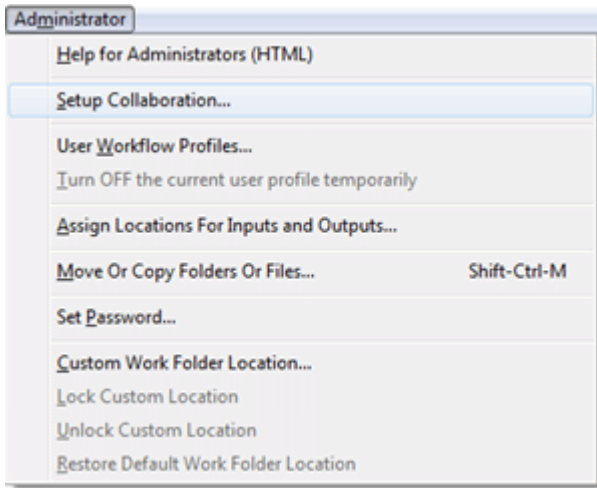 Administrator
Help for Administrators (HTML)
Setup Collaboration...
User Workflow Profiles...
Turn OFF the current user profile temporarily
Assign Locations For Inputs and Outputs...
Move Or Copy Folders Or Files... Shift-Ctrl-M
Set Password...
Custom Work Folder Location...
Lock Custom Location
Unlock Custom Location
Restore Default Work Folder Location